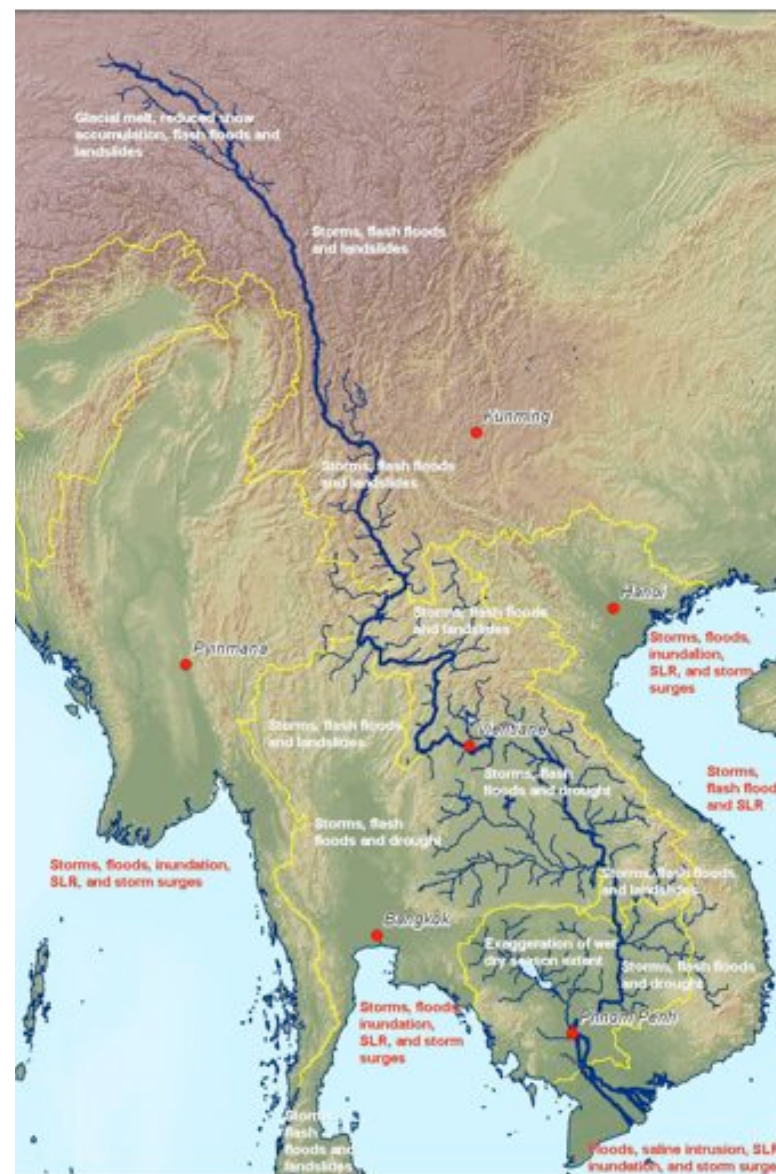 Glacial melt, reduced snow
accumulation, flash floods and
landslides
Storms, flash floods
and landslides
Kunming
Storms, flash floods
and landslides
Hanoi
Storms, flash floods
and landslides
Storms, floods,
inundation,
SLR, and storm
surges
Pyinmana
Storms, flash floods
and landslides
Vientiane
Storms, flash
floods and drought
Storms,
flash flood
and SLR
Storms, flash
floods and drought
Storms, floods, inundation,
SLR, and storm surges
Storms, flash floods
and landslides
Bangkok
Exaggeration of wet
dry season extent
Storms, flash floods
and drought
Storms, floods,
inundation,
SLR, and storm
surges
Phnom Penh
Storms,
flash
floods and
landslides
Floods, saline intrusion, SLR
inundation, and storm surge